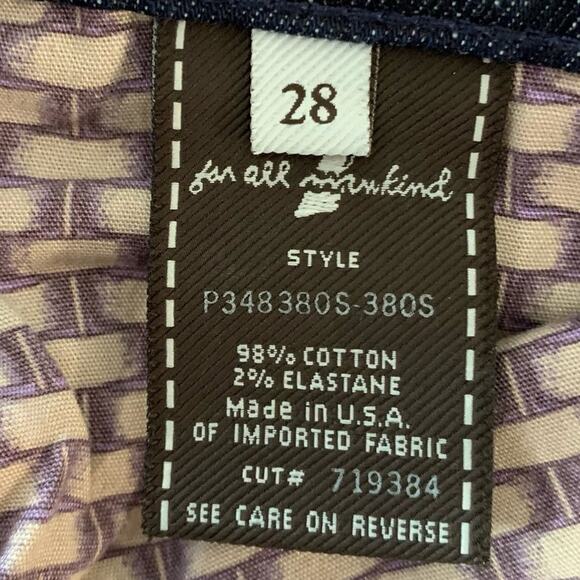 28
for all mankind
STYLE
P348380S-380S
98% COTTON
2% ELASTANE
Made in U.S.A.
OF IMPORTED FABRIC
CUT# 719384
SEE CARE ON REVERSE